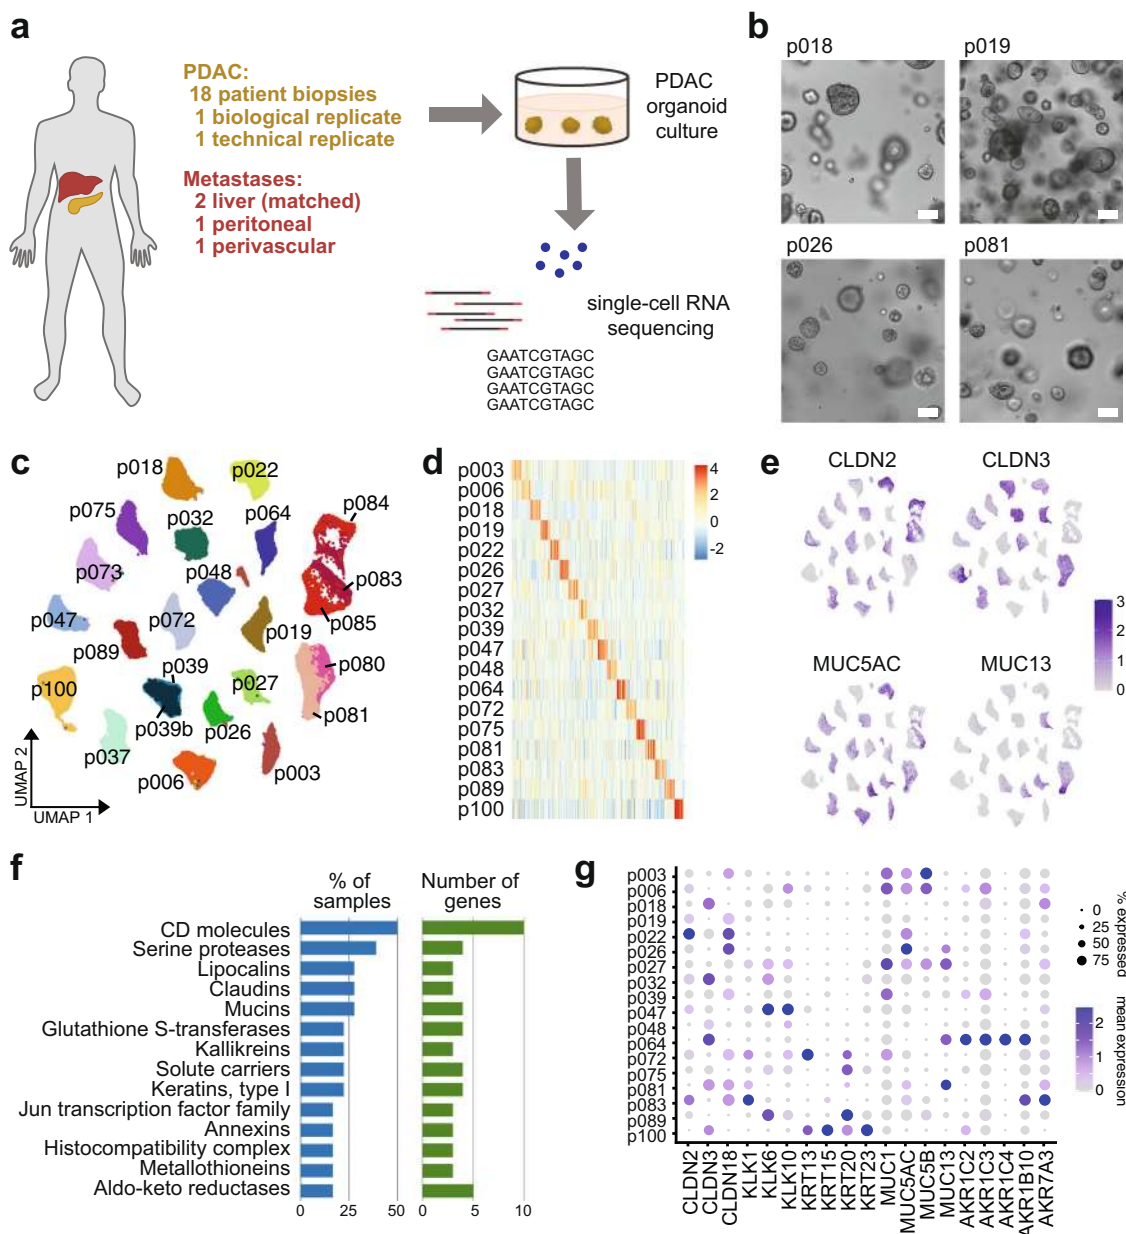 a
PDAC:
18 patient biopsies
1 biological replicate
1 technical replicate
Metastases:
2 liver (matched)
1 peritoneal
1 perivascular
PDAC
organoid
culture
single-cell RNA
sequencing
GAATCGTAGC
GAATCGTAGC
GAATCGTAGC
GAATCGTAGC
b
p018
p019
p026
p081
c
p018
p022
p075
p032
p064
p084
p073
p048
p083
p047
p072
p019
p085
p089
p039
p080
p100
p027
p039b
p026
p081
p037
p006
p003
UMAP 2
UMAP 1
d
p003
p006
p018
p019
p022
p026
p027
p032
p039
p047
p048
p064
p072
p075
p081
p083
p089
p100
4
2
0
-2
e
CLDN2
CLDN3
MUC5AC
MUC13
3
2
1
0
f
% of
samples
Number of
genes
CD molecules
Serine proteases
Lipocalins
Claudins
Mucins
Glutathione S-transferases
Kallikreins
Solute carriers
Keratins, type I
Jun transcription factor family
Annexins
Histocompatibility complex
Metallothioneins
Aldo-keto reductases
0 25 50
0 5 10
g
p003
p006
p018
p019
p022
p026
p027
p032
p039
p047
p048
p064
p072
p075
p081
p083
p089
p100
CLDN2
CLDN3
CLDN18
KLK1
KLK6
KLK10
KRT13
KRT15
KRT20
KRT23
MUC1
MUC5AC
MUC5B
MUC13
AKR1C2
AKR1C3
AKR1C4
AKR1B10
AKR7A3
% expressed
0
25
50
75
mean expression
2
1
0